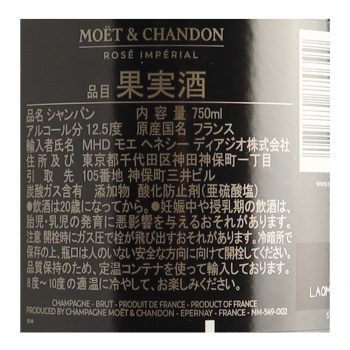 MOËT & CHANDON
ROSÉ IMPÉRIAL
品目 果実酒
品名 シャンパン 内容量 750ml
アルコール分 12.5度 原産国名 フランス
輸入者氏名 MHD モエ ヘネシー ディアジオ株式会社
住所及び 東京都千代田区神田神保町一丁目
引取先 105番地 神保町三井ビル
炭酸ガス含有 添加物 酸化防止剤(亜硫酸塩)
●飲酒は20歳になってから。●妊娠中や授乳期の飲酒は、
胎児・乳児の発育に悪影響を与えるおそれがあります。
注意 開栓時にガス圧で栓が飛び出すおそれがあります。冷暗所で
保存の上、瓶口は人のいない安全な方向に向けて開栓して下さい。
品質保持のため、定温コンテナを使って輸入しております。
8度〜10度の適温に冷やして、お楽しみください。
CHAMPAGNE - BRUT - PRODUIT DE FRANCE - PRODUCT OF FRANCE
PRODUCED BY CHAMPAGNE MOËT & CHANDON - EPERNAY - FRANCE - NM-549-002